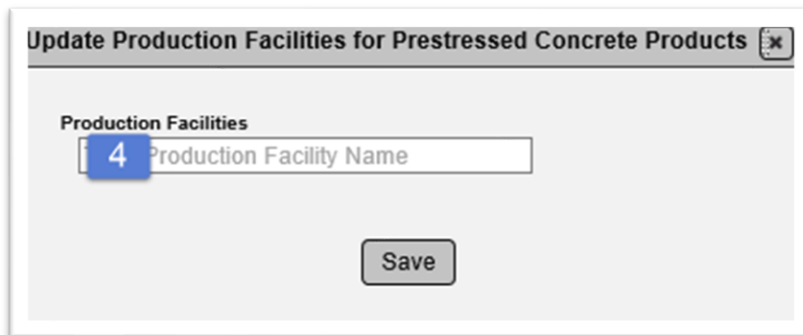 Update Production Facilities for Prestressed Concrete Products
Production Facilities
4 Production Facility Name
Save